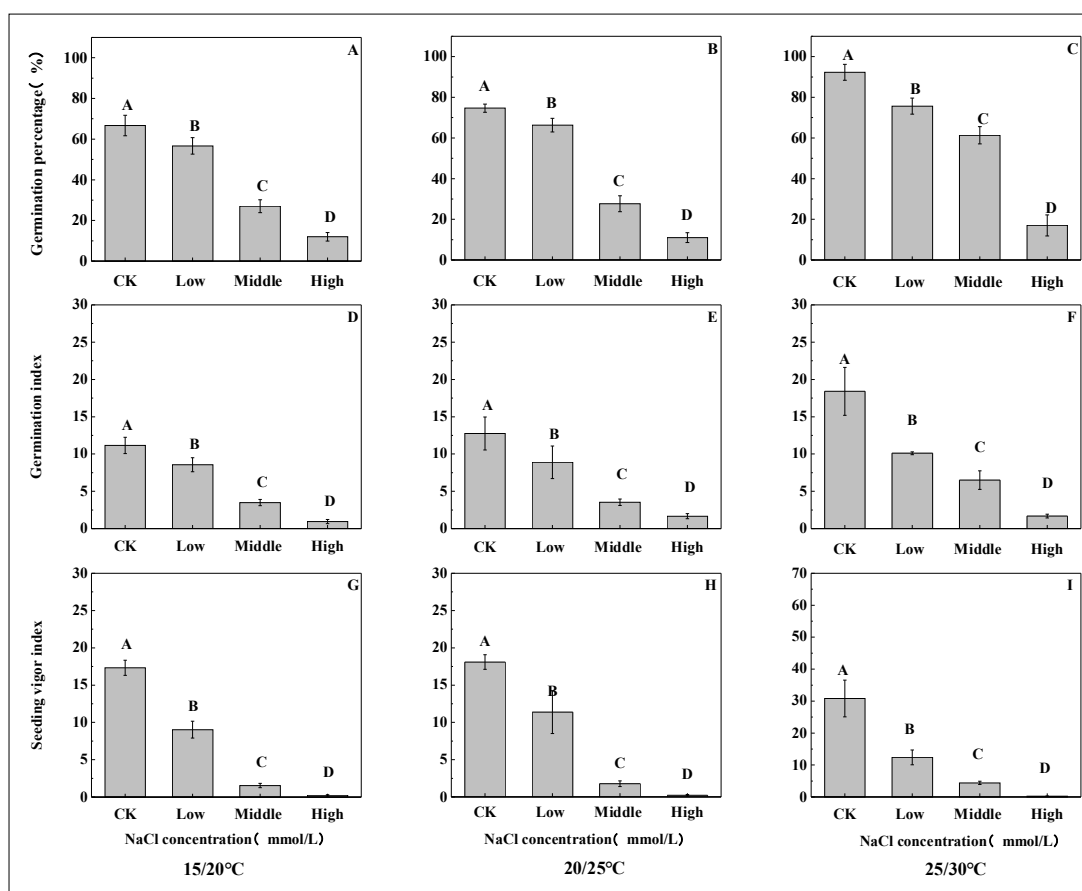 A
B
C
Germination percentage( %)
100
80
60
40
20
0
A
B
C
D
CK Low Middle High
100
80
60
40
20
0
A
B
C
D
CK Low Middle High
100
80
60
40
20
0
A
B
C
D
CK Low Middle High
D
E
F
Germination index
30
25
20
15
10
5
0
A
B
C
D
CK Low Middle High
30
25
20
15
10
5
0
A
B
C
D
CK Low Middle High
30
25
20
15
10
5
0
A
B
C
D
CK Low Middle High
G
H
I
Seeding vigor index
30
25
20
15
10
5
0
A
B
C
D
CK Low Middle High
30
25
20
15
10
5
0
A
B
C
D
CK Low Middle High
70
60
50
40
30
20
10
0
A
B
C
D
CK Low Middle High
NaCl concentration( mmol/L) NaCl concentration( mmol/L) NaCl concentration( mmol/L)
15/20°C 20/25°C 25/30°C